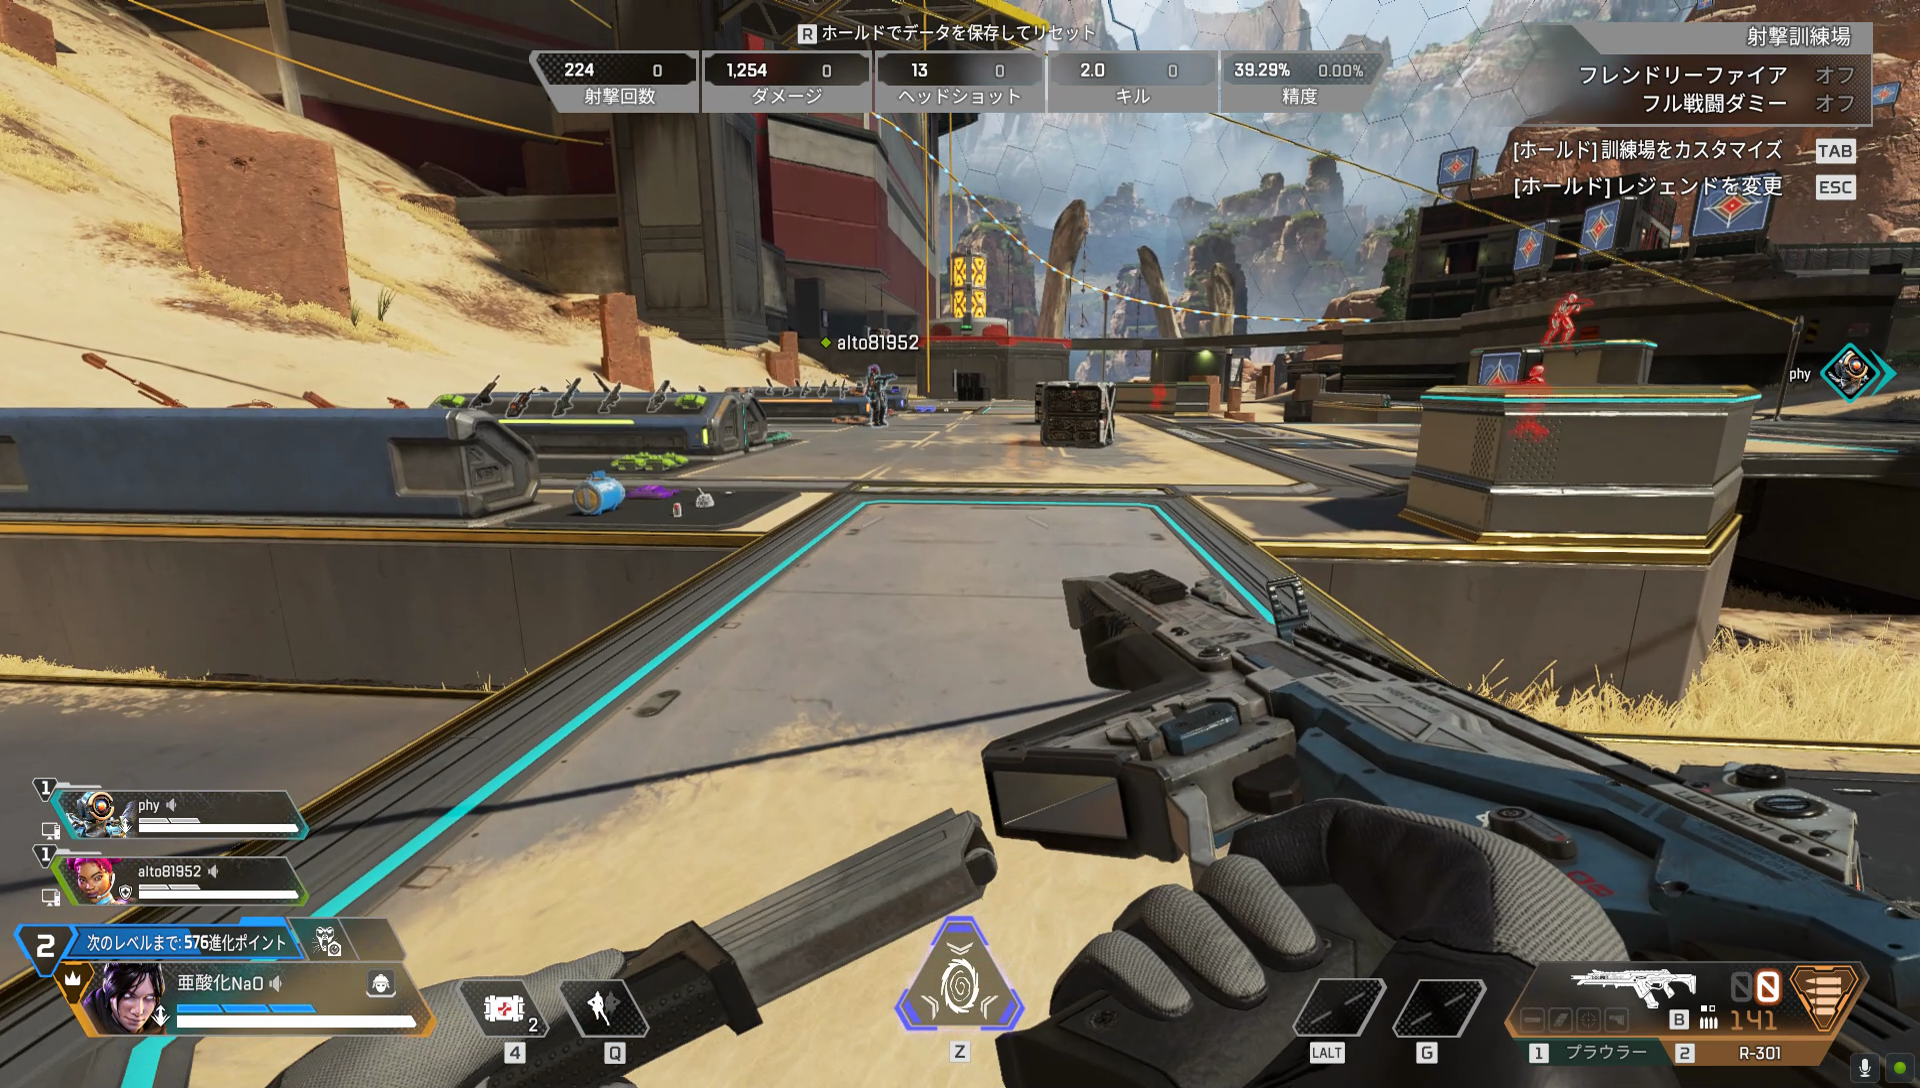 R ホールドでデータを保存してリセット
224 0
射撃回数
1,254 0
ダメージ
13 0
ヘッドショット
2.0 0
キル
39.29% 0.00%
精度
射撃訓練場
フレンドリーファイア オフ
フル戦闘ダミー オフ
[ホールド]訓練場をカスタマイズ TAB
[ホールド]レジェンドを変更 ESC
alto81952
phy
1
phy
1
alto81952
2 次のレベルまで:576進化ポイント
亜酸化NaO
2
4
Q
Z
LALT
G
00
B 141
1 プラウラー
2 R-301